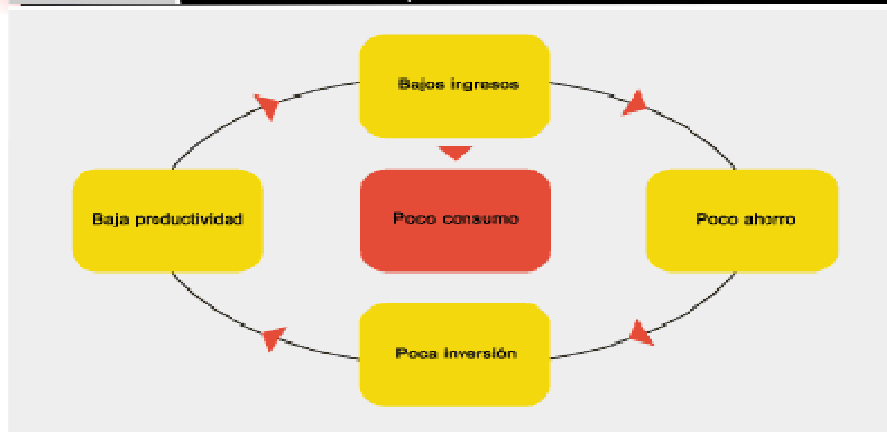 Bajos ingresos
Baja productividad
Poco consumo
Poco ahorro
Poca inversión